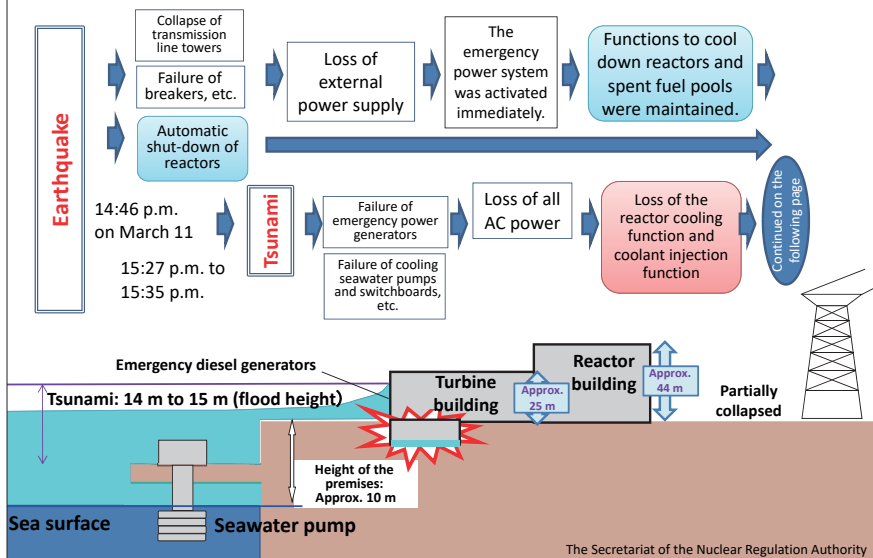 Earthquake
Collapse of
transmission
line towers
Failure of
breakers, etc.
Loss of
external
power supply
The
emergency
power system
was activated
immediately.
Functions to cool
down reactors and
spent fuel pools
were maintained.
Automatic
shut-down of
reactors
14:46 p.m.
on March 11
15:27 p.m. to
15:35 p.m.
Tsunami
Failure of
emergency power
generators
Failure of cooling
seawater pumps
and switchboards,
etc.
Loss of all
AC power
Loss of the
reactor cooling
function and
coolant injection
function
Continued on the
following page
Emergency diesel generators
Tsunami: 14 m to 15 m (flood height)
Turbine
building
Approx.
25 m
Reactor
building
Approx.
44 m
Partially
collapsed
Height of the
premises:
Approx. 10 m
Sea surface
Seawater pump
The Secretariat of the Nuclear Regulation Authority